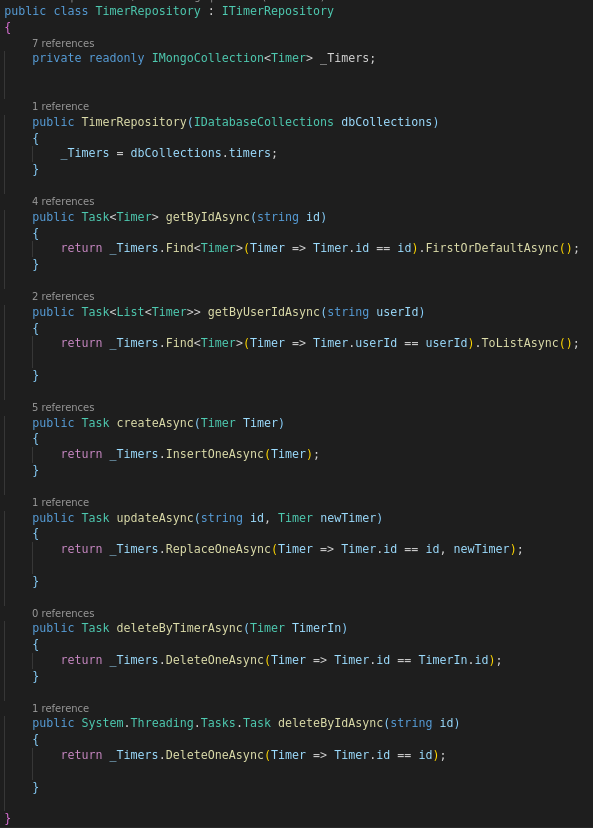 public class TimerRepository : ITimerRepository
{
7 references
private readonly IMongoCollection<Timer> _Timers;
1 reference
public TimerRepository(IDatabaseCollections dbCollections)
{
_Timers = dbCollections.timers;
}
4 references
public Task<Timer> getByIdAsync(string id)
{
return _Timers.Find<Timer>(Timer => Timer.id == id).FirstOrDefaultAsync();
}
2 references
public Task<List<Timer>> getByUserIdAsync(string userId)
{
return _Timers.Find<Timer>(Timer => Timer.userId == userId).ToListAsync();
}
5 references
public Task createAsync(Timer Timer)
{
return _Timers.InsertOneAsync(Timer);
}
1 reference
public Task updateAsync(string id, Timer newTimer)
{
return _Timers.ReplaceOneAsync(Timer => Timer.id == id, newTimer);
}
0 references
public Task deleteByTimerAsync(Timer TimerIn)
{
return _Timers.DeleteOneAsync(Timer => Timer.id == TimerIn.id);
}
1 reference
public System.Threading.Tasks.Task deleteByIdAsync(string id)
{
return _Timers.DeleteOneAsync(Timer => Timer.id == id);
}
}